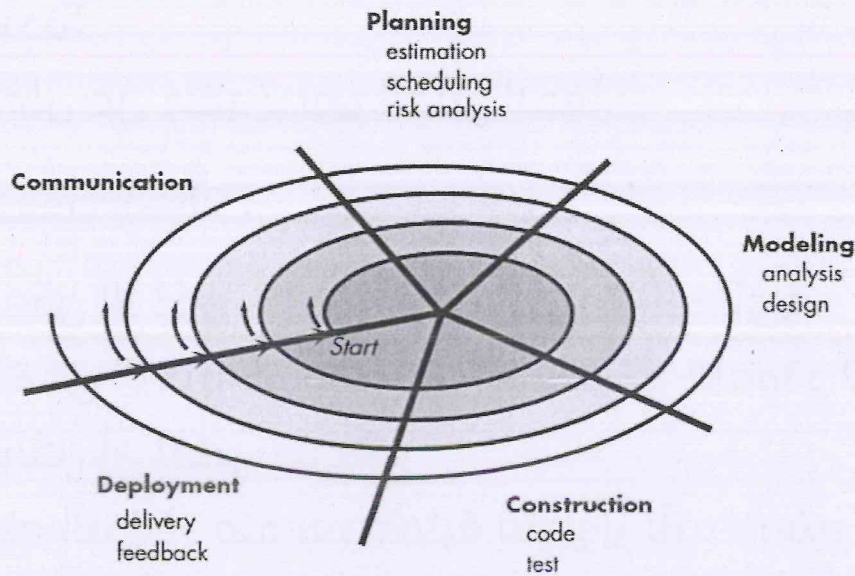 Planning
estimation
scheduling
risk analysis
Communication
Modeling
analysis
design
Start
Deployment
delivery
feedback
Construction
code
test